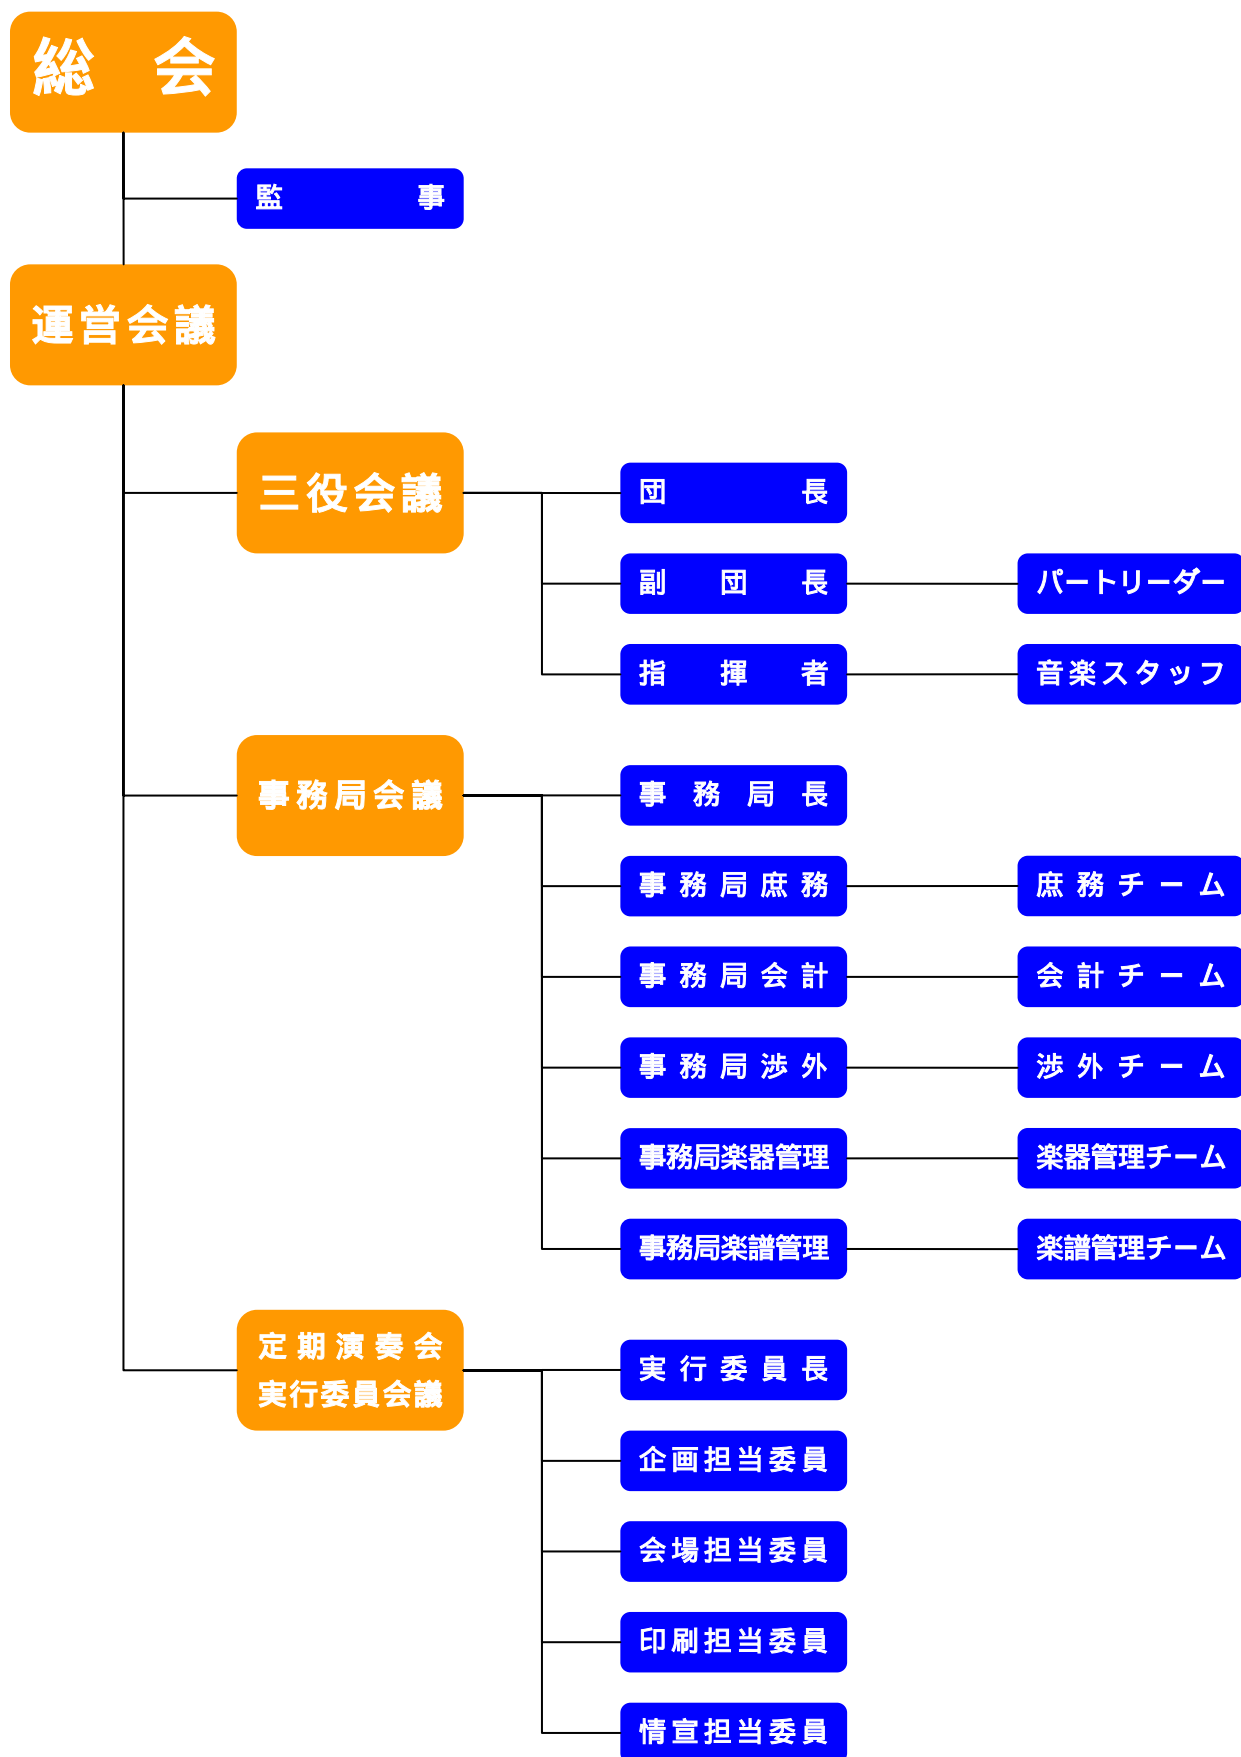 総会
監事
運営会議
三役会議
団長
副団長
パートリーダー
指揮者
音楽スタッフ
事務局会議
事務局長
事務局庶務
庶務チーム
事務局会計
会計チーム
事務局渉外
渉外チーム
事務局楽器管理
楽器管理チーム
事務局楽譜管理
楽譜管理チーム
定期演奏会
実行委員会議
実行委員長
企画担当委員
会場担当委員
印刷担当委員
情宣担当委員